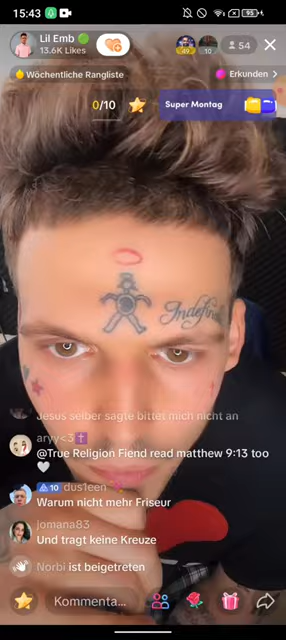 15:43
95
Lil Emb
13.6K Likes
49
10
54
Wöchentliche Rangliste
Erkunden
0/10
Super Montag
Jesus selber sagte bittet mich nicht an
aryy<3
@True Religion Fiend read matthew 9:13 too
10 dus1een
Warum nicht mehr Friseur
jomana83
Und tragt keine Kreuze
Norbi ist beigetreten
Kommenta...